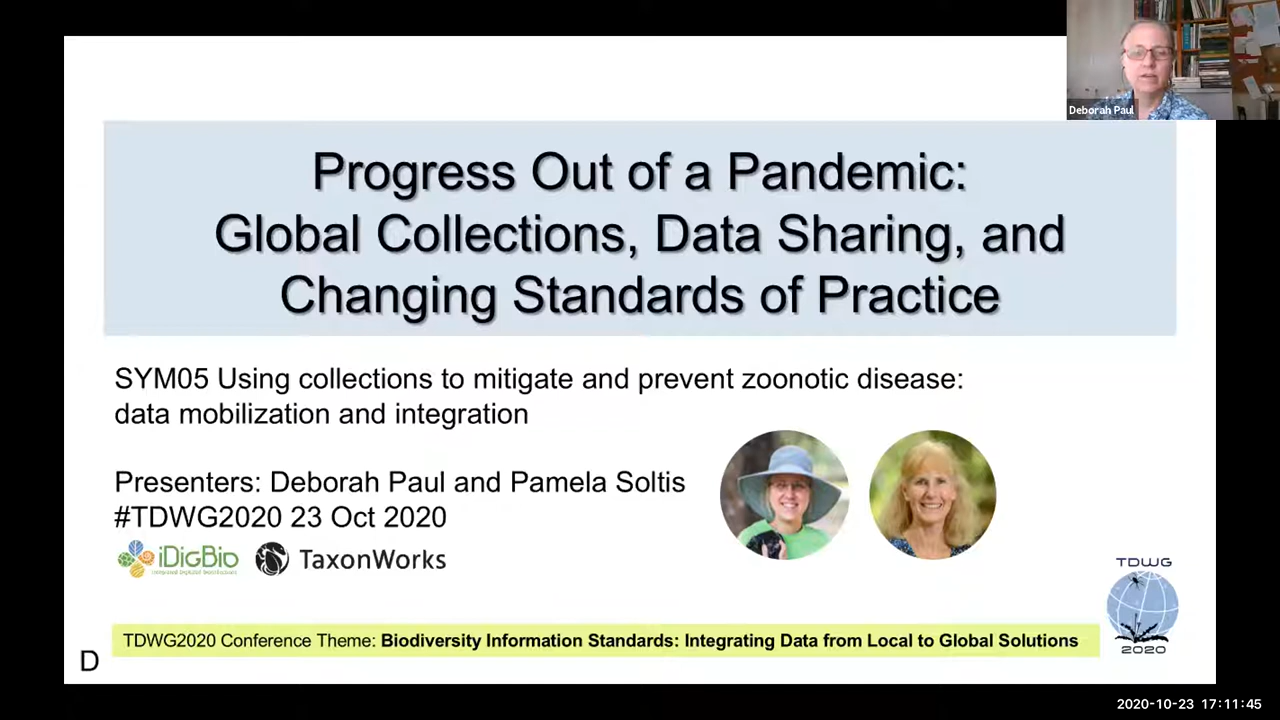 Deborah Paul
Progress Out of a Pandemic:
Global Collections, Data Sharing, and
Changing Standards of Practice
SYM05 Using collections to mitigate and prevent zoonotic disease:
data mobilization and integration
Presenters: Deborah Paul and Pamela Soltis
#TDWG2020 23 Oct 2020
iDigBio
TaxonWorks
TDWG
2020
TDWG2020 Conference Theme: Biodiversity Information Standards: Integrating Data from Local to Global Solutions
D
2020-10-23 17:11:45